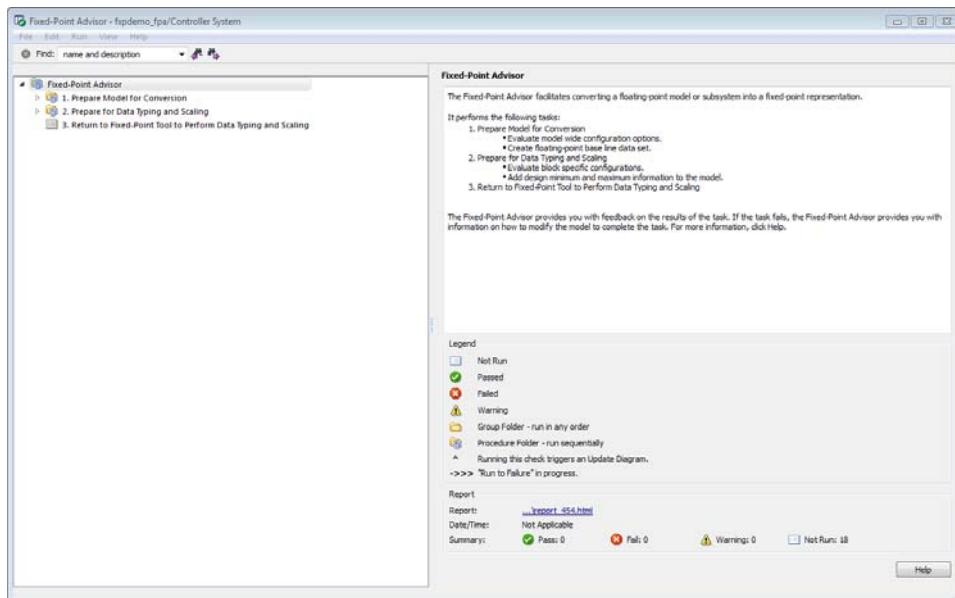 Fixed-Point Advisor - fxpdemo_fpa/Controller System
File Edit Run View Help
Find: name and description
Fixed-Point Advisor
1. Prepare Model for Conversion
2. Prepare for Data Typing and Scaling
3. Return to Fixed-Point Tool to Perform Data Typing and Scaling
Fixed-Point Advisor
The Fixed-Point Advisor facilitates converting a floating-point model or subsystem into a fixed-point representation.
It performs the following tasks:
1. Prepare Model for Conversion
• Evaluate model wide configuration options.
• Create floating-point base line data set.
2. Prepare for Data Typing and Scaling
• Evaluate block specific configurations.
• Add design minimum and maximum information to the model.
3. Return to Fixed-Point Tool to Perform Data Typing and Scaling
The Fixed-Point Advisor provides you with feedback on the results of the task. If the task fails, the Fixed-Point Advisor provides you with
information on how to modify the model to complete the task. For more information, click Help.
Legend
Not Run
Passed
Failed
Warning
Group Folder - run in any order
Procedure Folder - run sequentially
^ Running this check triggers an Update Diagram.
->>> "Run to Failure" in progress.
Report
Report: ...\report_454.html
Date/Time: Not Applicable
Summary: Pass: 0 Fail: 0 Warning: 0 Not Run: 18
Help